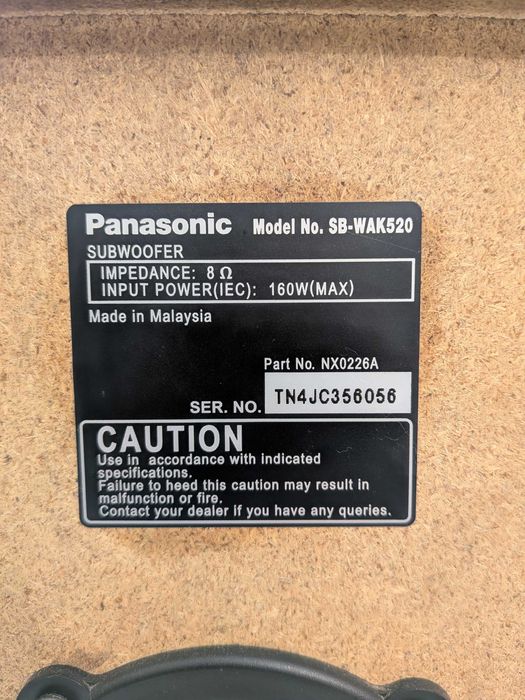 Panasonic Model No. SB-WAK520
SUBWOOFER
IMPEDANCE: 8 Ω
INPUT POWER(IEC): 160W(MAX)
Made in Malaysia
Part No. NX0226A
SER. NO. TN4JC356056
CAUTION
Use in accordance with indicated
specifications.
Failure to heed this caution may result in
malfunction or fire.
Contact your dealer if you have any queries.